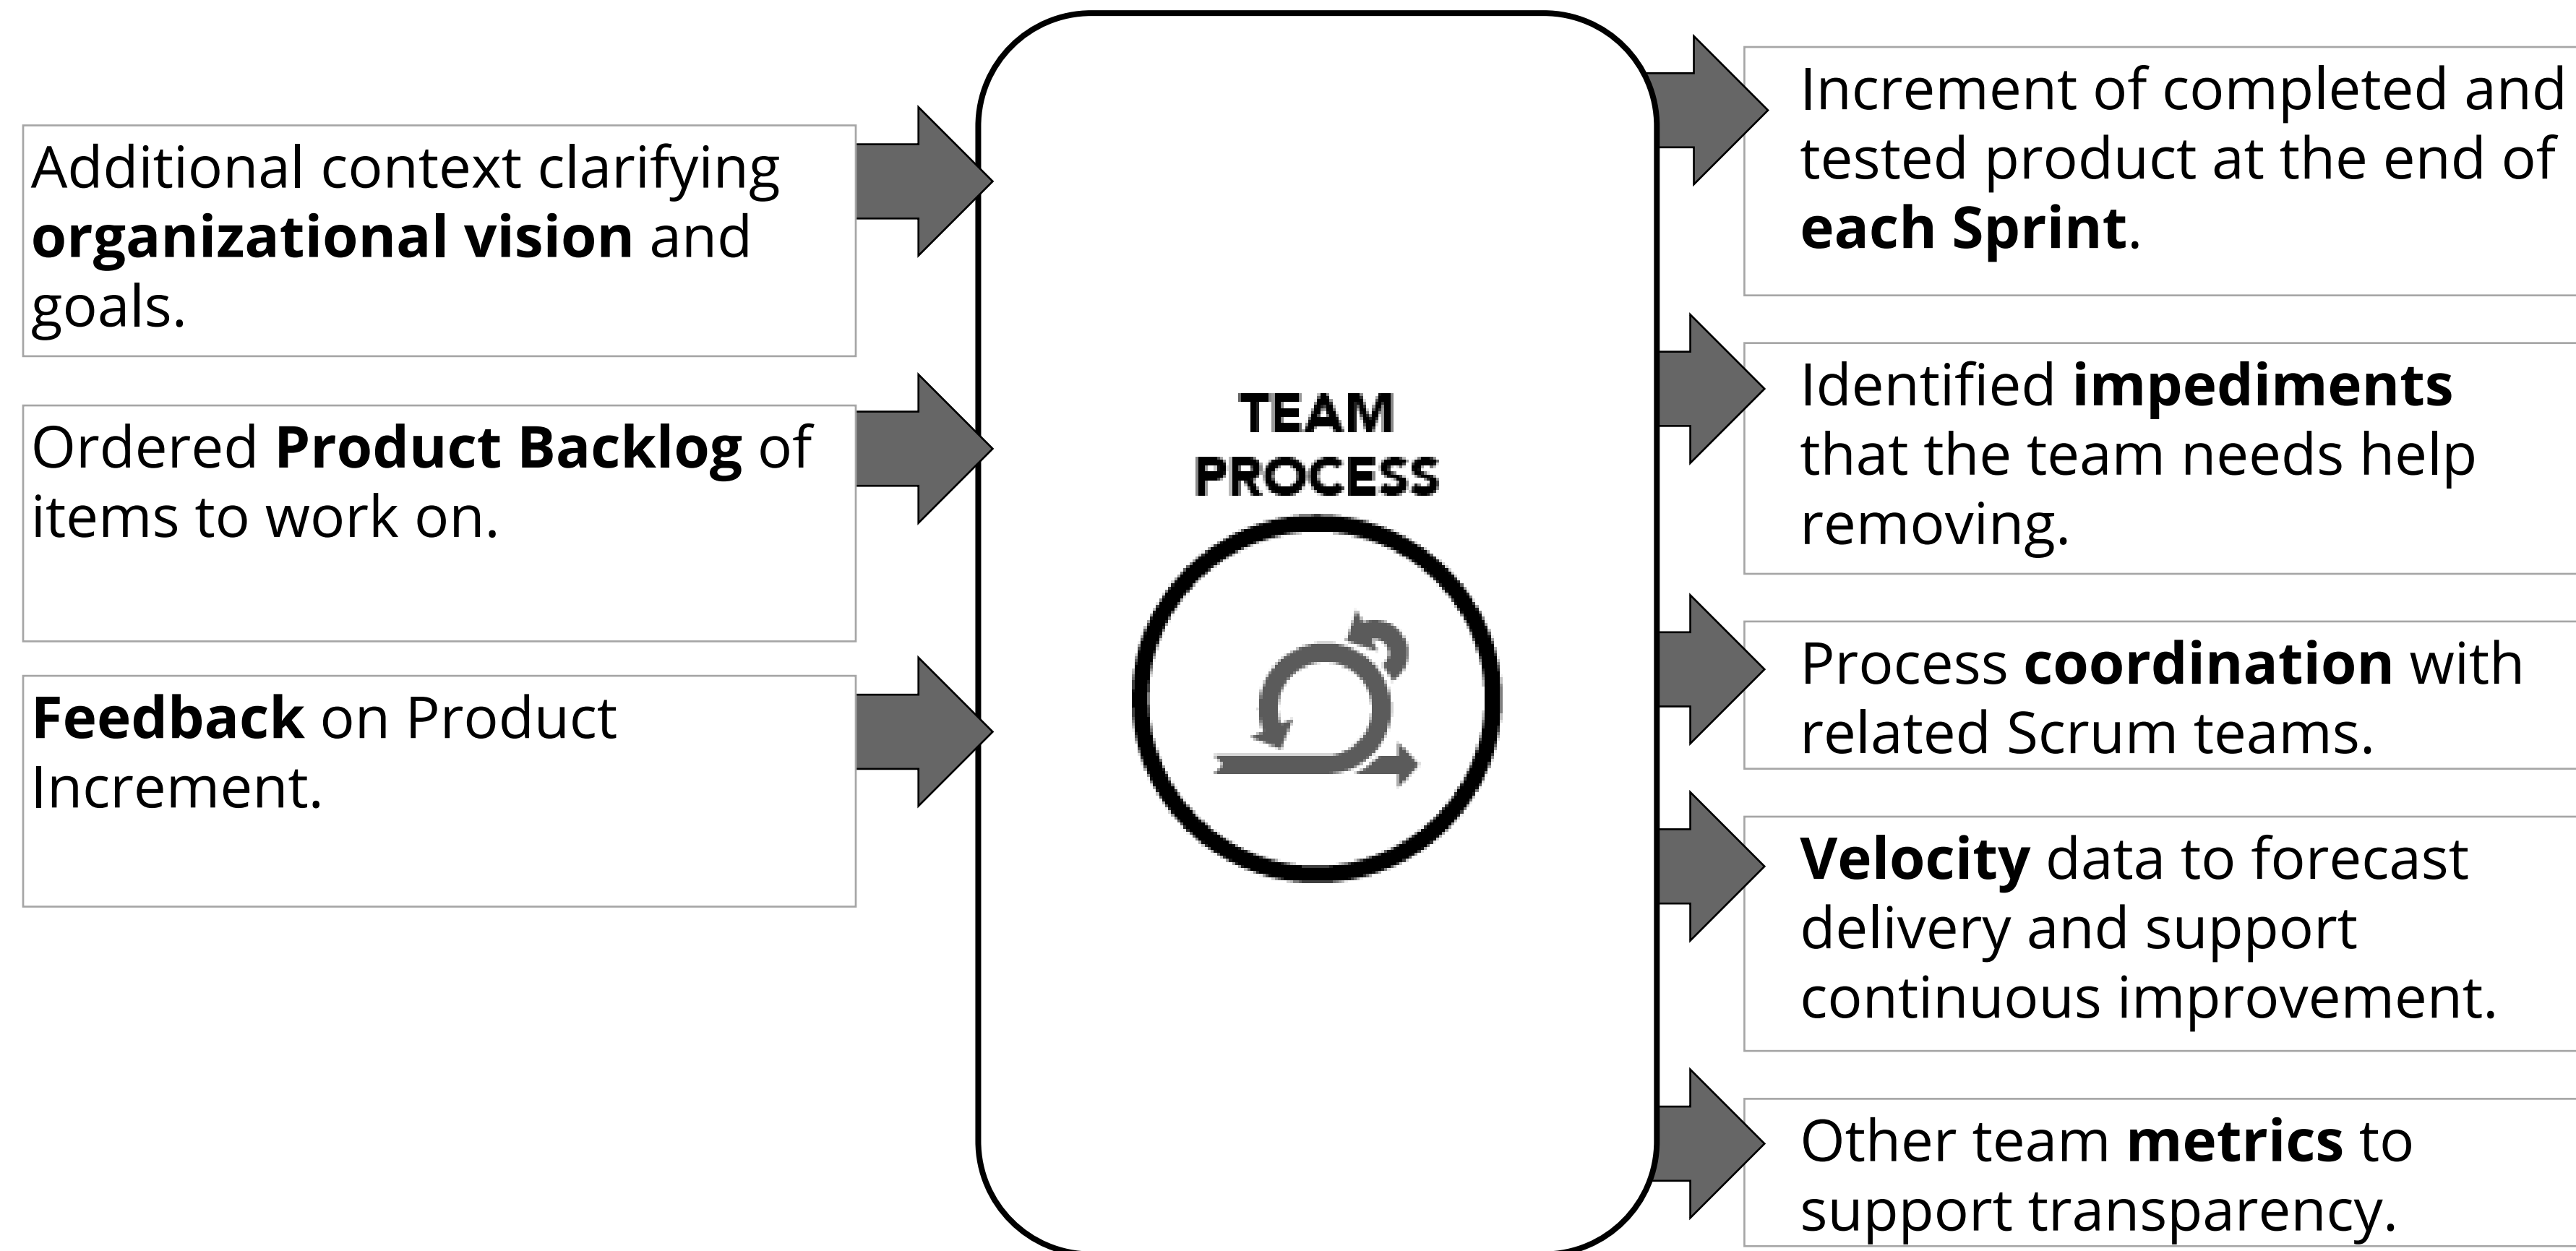 Additional context clarifying
organizational vision and
goals.
Ordered Product Backlog of
items to work on.
Feedback on Product
Increment.
TEAM
PROCESS
Increment of completed and
tested product at the end of
each Sprint.
Identified impediments
that the team needs help
removing.
Process coordination with
related Scrum teams.
Velocity data to forecast
delivery and support
continuous improvement.
Other team metrics to
support transparency.